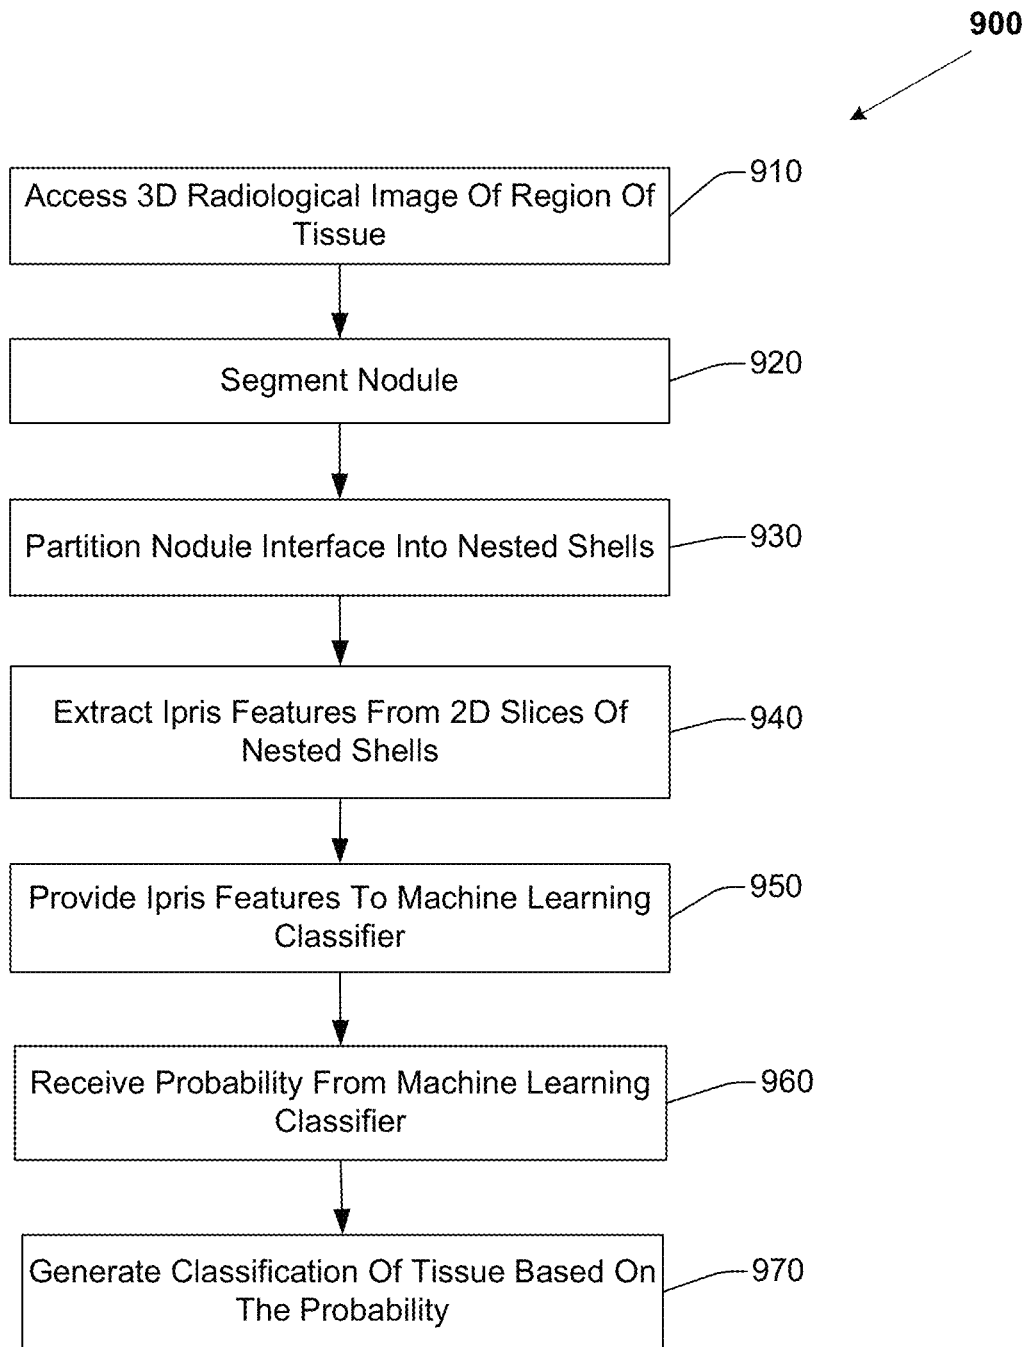 900
Access 3D Radiological Image Of Region Of
Tissue
910
Segment Nodule
920
Partition Nodule Interface Into Nested Shells
930
Extract Ipris Features From 2D Slices Of
Nested Shells
940
Provide Ipris Features To Machine Learning
Classifier
950
Receive Probability From Machine Learning
Classifier
960
Generate Classification Of Tissue Based On
The Probability
970